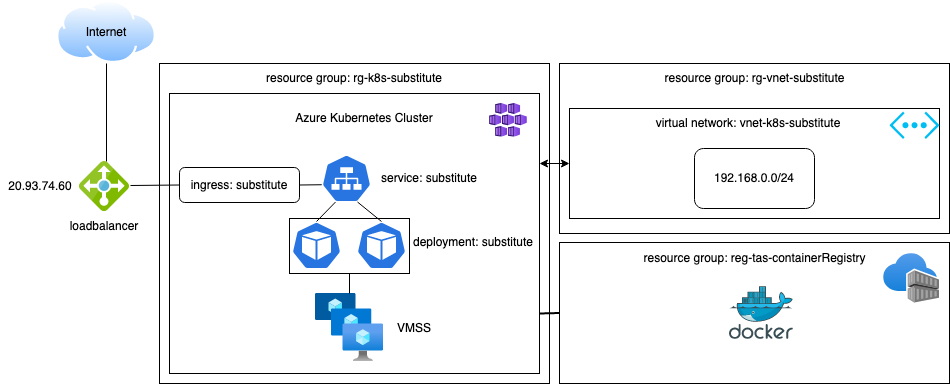 Internet
resource group: rg-k8s-substitute
resource group: rg-vnet-substitute
Azure Kubernetes Cluster
virtual network: vnet-k8s-substitute
20.93.74.60
ingress: substitute
service: substitute
192.168.0.0/24
loadbalancer
deployment: substitute
resource group: reg-tas-containerRegistry
VMSS
docker